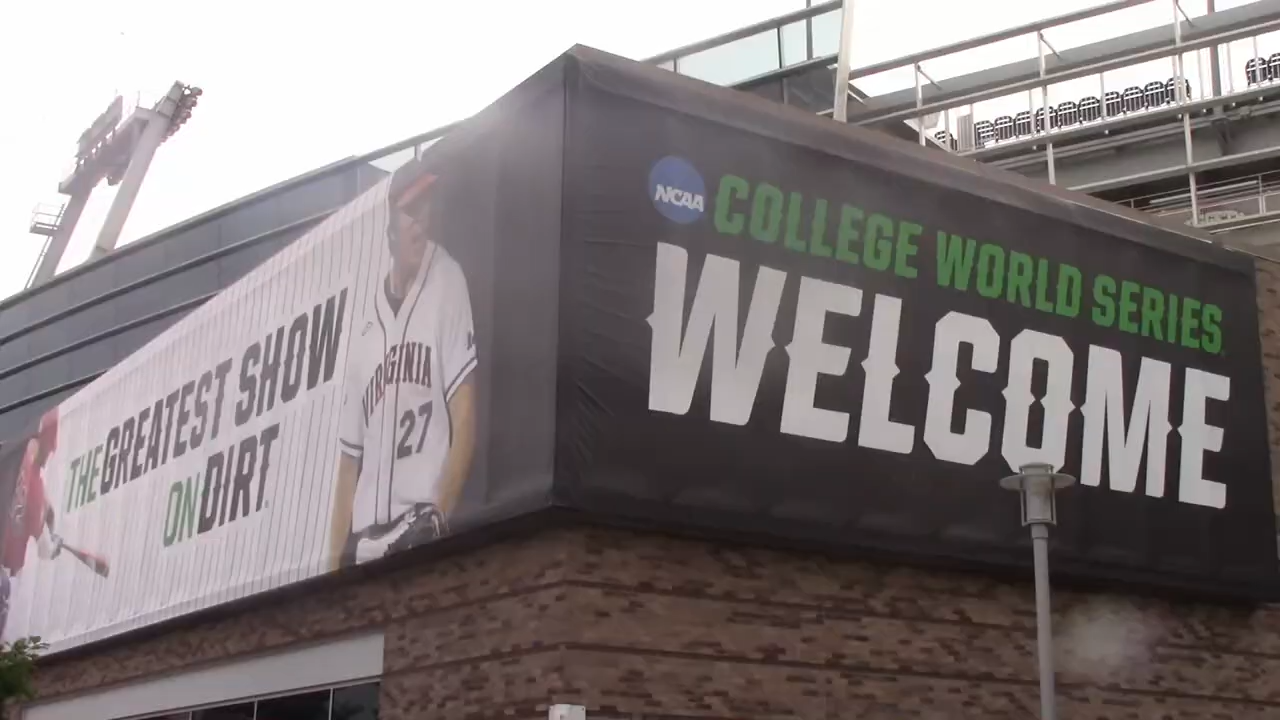 THE GREATEST SHOW
ON DIRT
VIRGINIA
27
NCAA
COLLEGE WORLD SERIES
WELCOME